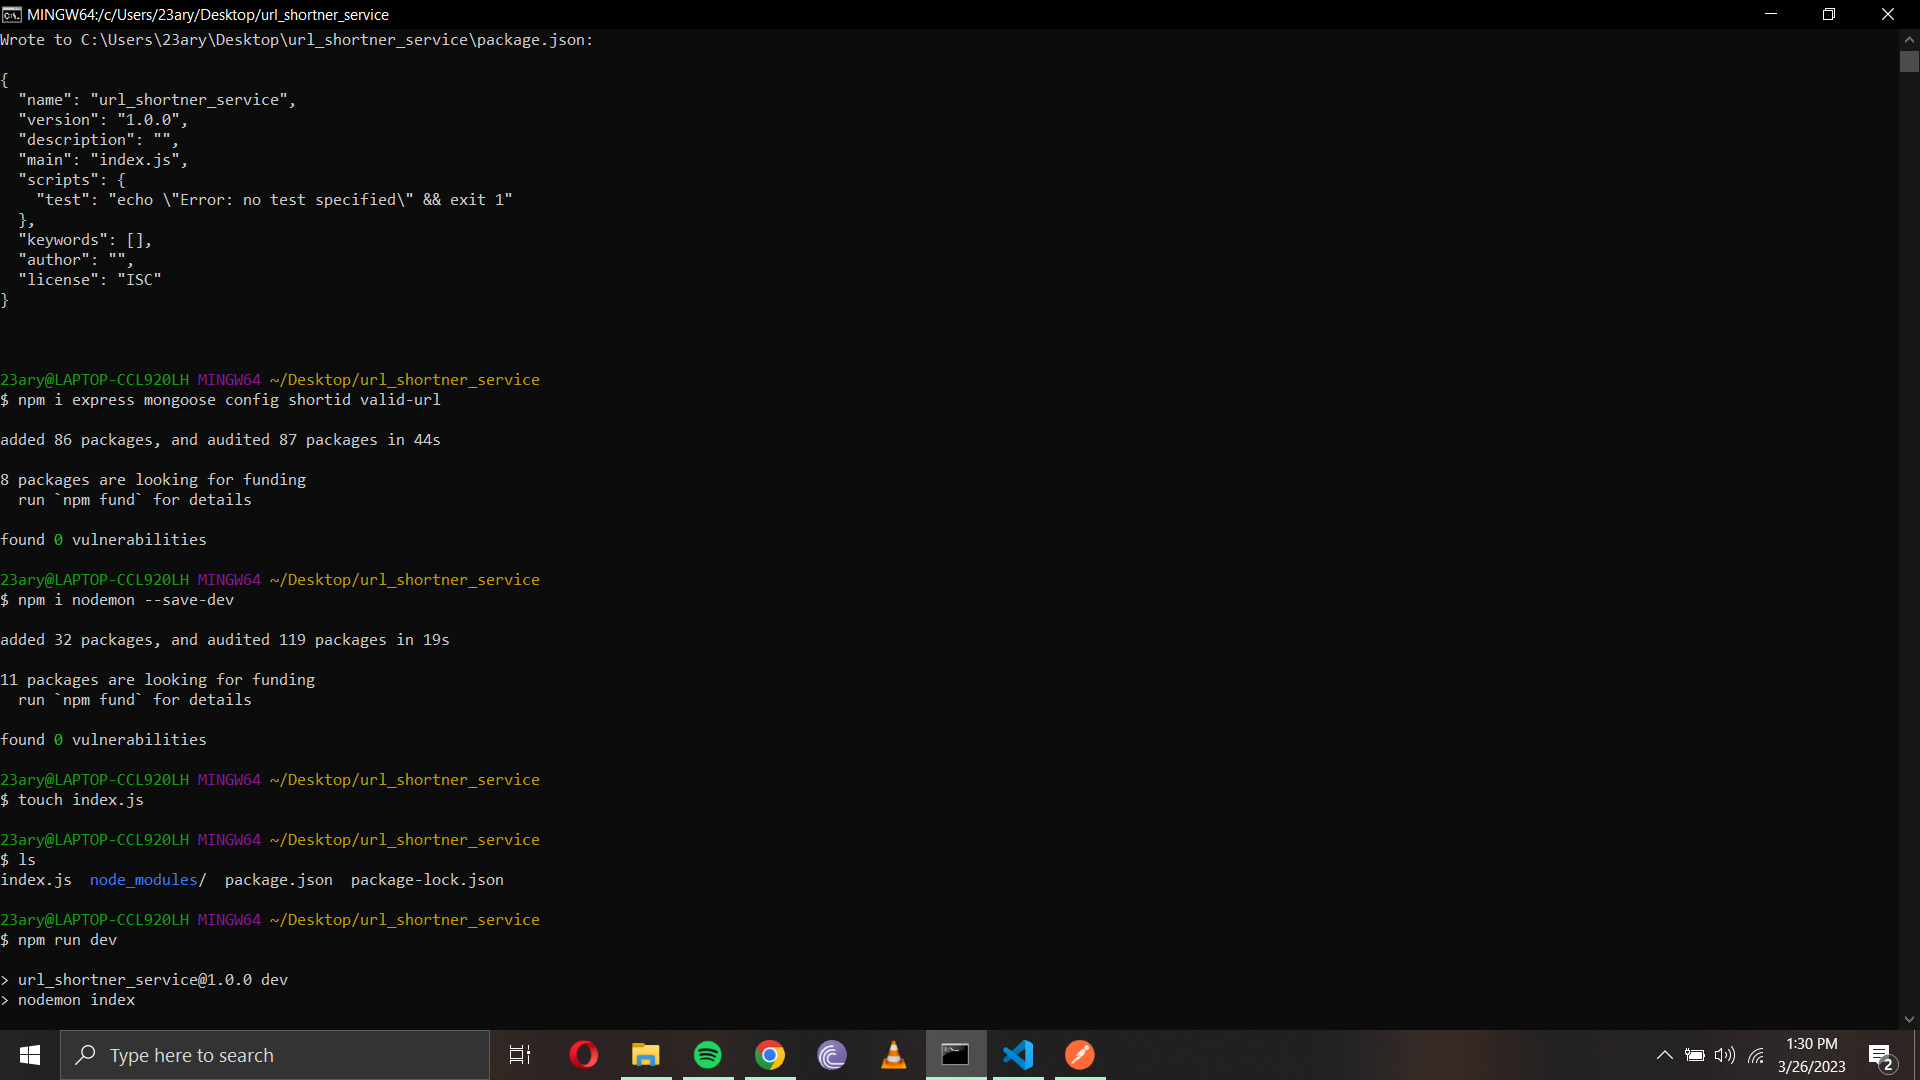 MINGW64:/c/Users/23ary/Desktop/url_shortner_service
Wrote to C:\Users\23ary\Desktop\url_shortner_service\package.json:
{
  "name": "url_shortner_service",
  "version": "1.0.0",
  "description": "",
  "main": "index.js",
  "scripts": {
    "test": "echo \"Error: no test specified\" && exit 1"
  },
  "keywords": [],
  "author": "",
  "license": "ISC"
}
23ary@LAPTOP-CCL920LH MINGW64 ~/Desktop/url_shortner_service
$ npm i express mongoose config shortid valid-url
added 86 packages, and audited 87 packages in 44s
8 packages are looking for funding
  run `npm fund` for details
found 0 vulnerabilities
23ary@LAPTOP-CCL920LH MINGW64 ~/Desktop/url_shortner_service
$ npm i nodemon --save-dev
added 32 packages, and audited 119 packages in 19s
11 packages are looking for funding
  run `npm fund` for details
found 0 vulnerabilities
23ary@LAPTOP-CCL920LH MINGW64 ~/Desktop/url_shortner_service
$ touch index.js
23ary@LAPTOP-CCL920LH MINGW64 ~/Desktop/url_shortner_service
$ ls
index.js  node_modules/  package.json  package-lock.json
23ary@LAPTOP-CCL920LH MINGW64 ~/Desktop/url_shortner_service
$ npm run dev
> url_shortner_service@1.0.0 dev
> nodemon index
Type here to search
1:30 PM
3/26/2023
2